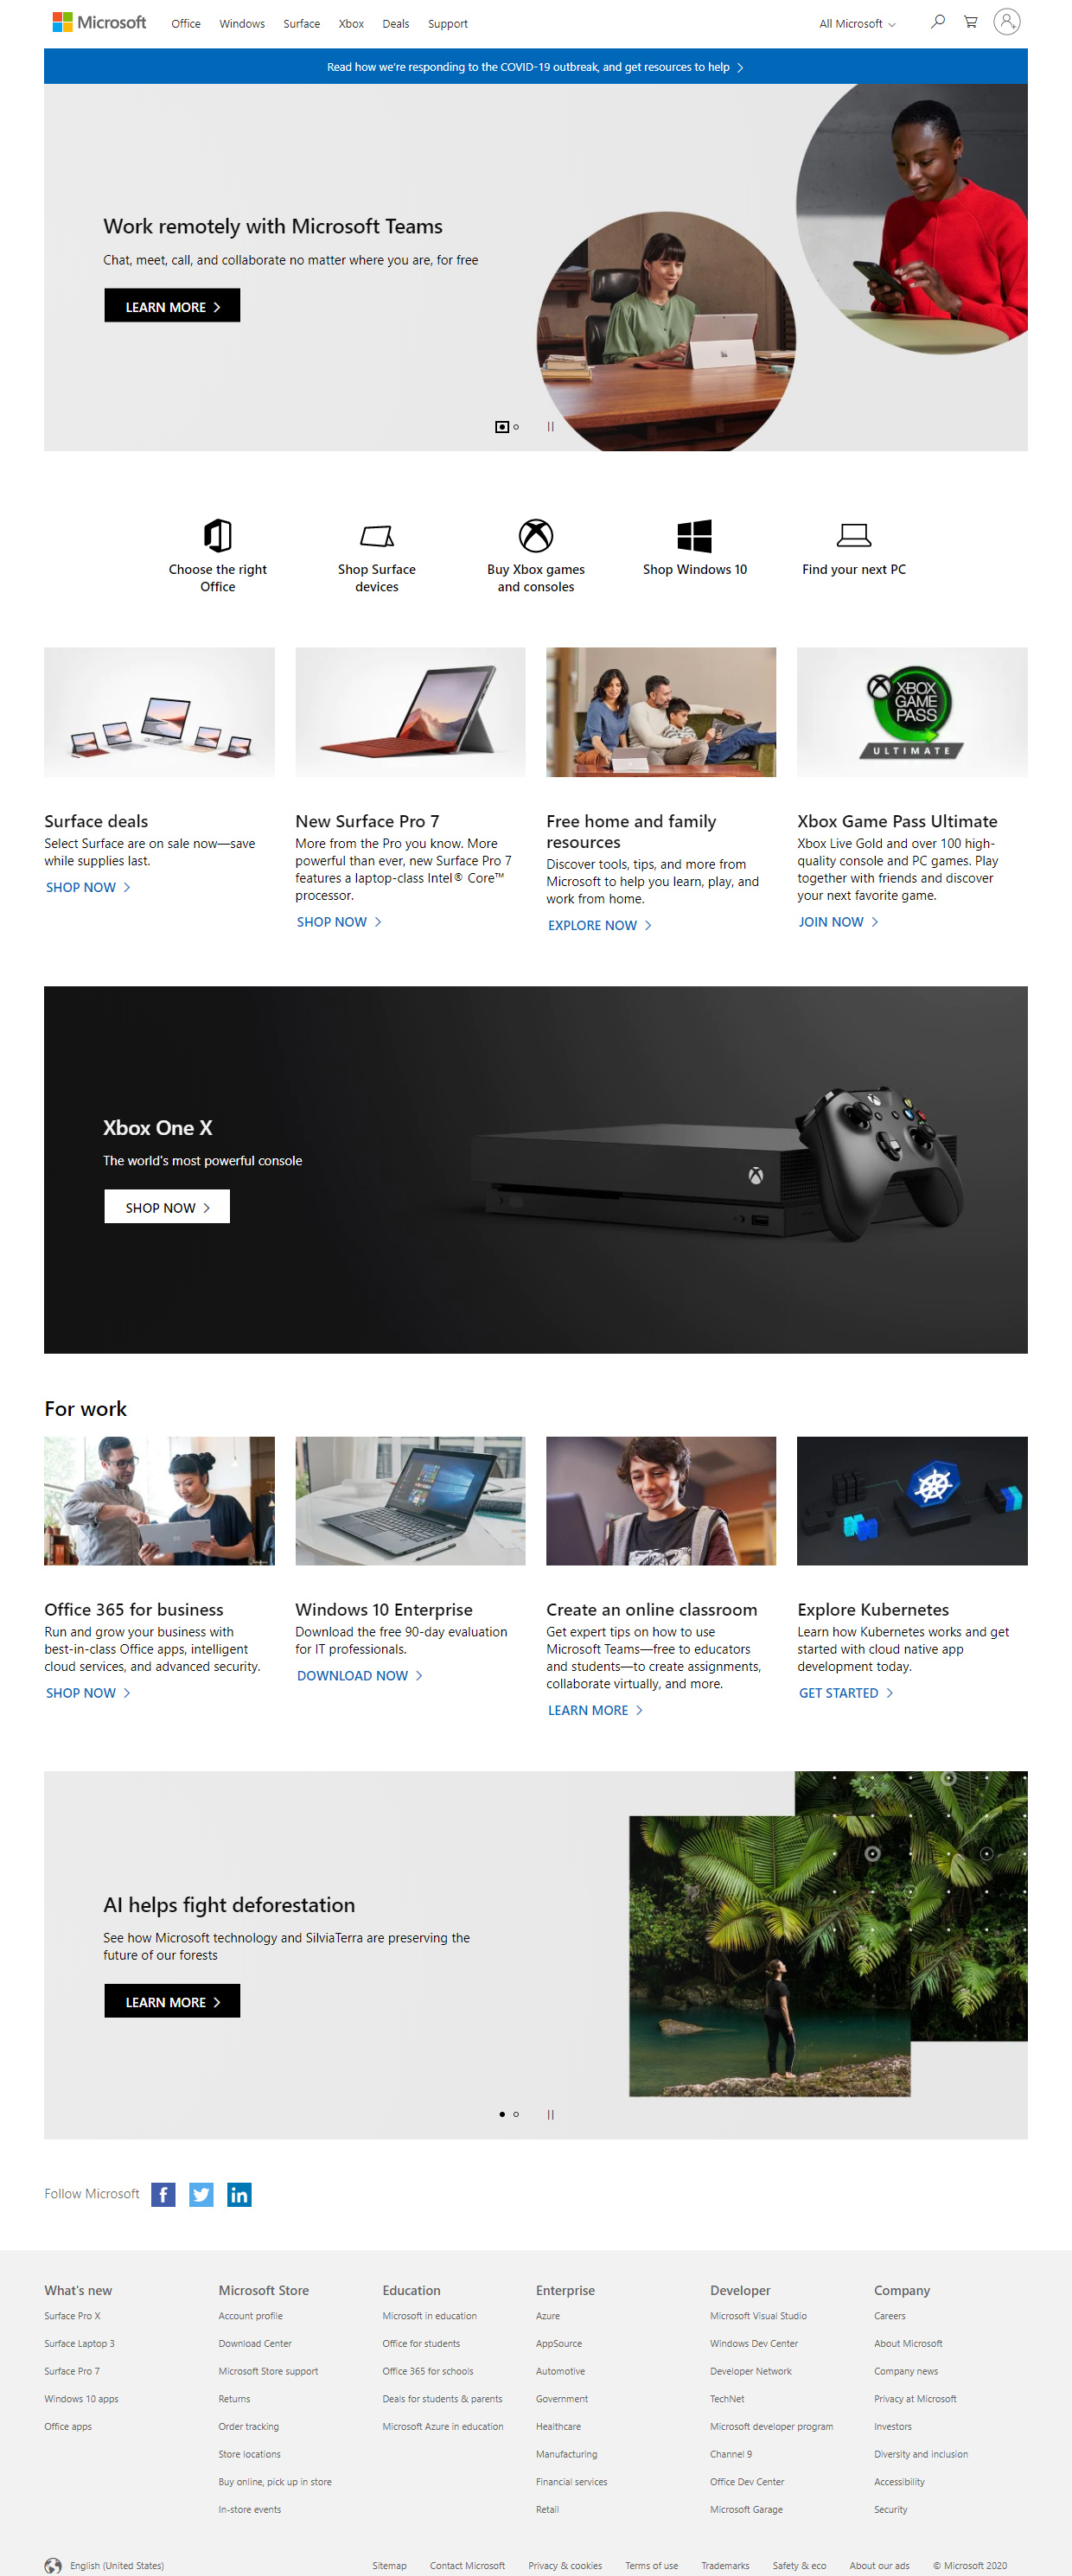 Microsoft
Office Windows Surface Xbox Deals Support
All Microsoft
Read how we're responding to the COVID-19 outbreak, and get resources to help
Work remotely with Microsoft Teams
Chat, meet, call, and collaborate no matter where you are, for free
LEARN MORE
Choose the right
Office
Shop Surface
devices
Buy Xbox games
and consoles
Shop Windows 10
Find your next PC
XBOX
GAME
PASS
ULTIMATE
Surface deals
Select Surface are on sale now—save
while supplies last.
SHOP NOW
New Surface Pro 7
More from the Pro you know. More
powerful than ever, new Surface Pro 7
features a laptop-class Intel® Core™
processor.
SHOP NOW
Free home and family
resources
Discover tools, tips, and more from
Microsoft to help you learn, play, and
work from home.
EXPLORE NOW
Xbox Game Pass Ultimate
Xbox Live Gold and over 100 high-
quality console and PC games. Play
together with friends and discover
your next favorite game.
JOIN NOW
Xbox One X
The world's most powerful console
SHOP NOW
For work
Office 365 for business
Run and grow your business with
best-in-class Office apps, intelligent
cloud services, and advanced security.
SHOP NOW
Windows 10 Enterprise
Download the free 90-day evaluation
for IT professionals.
DOWNLOAD NOW
Create an online classroom
Get expert tips on how to use
Microsoft Teams—free to educators
and students—to create assignments,
collaborate virtually, and more.
LEARN MORE
Explore Kubernetes
Learn how Kubernetes works and get
started with cloud native app
development today.
GET STARTED
AI helps fight deforestation
See how Microsoft technology and SilviaTerra are preserving the
future of our forests
LEARN MORE
Follow Microsoft
What's new
Surface Pro X
Surface Laptop 3
Surface Pro 7
Windows 10 apps
Office apps
Microsoft Store
Account profile
Download Center
Microsoft Store support
Returns
Order tracking
Store locations
Buy online, pick up in store
In-store events
Education
Microsoft in education
Office for students
Office 365 for schools
Deals for students & parents
Microsoft Azure in education
Enterprise
Azure
AppSource
Automotive
Government
Healthcare
Manufacturing
Financial services
Retail
Developer
Microsoft Visual Studio
Windows Dev Center
Developer Network
TechNet
Microsoft developer program
Channel 9
Office Dev Center
Microsoft Garage
Company
Careers
About Microsoft
Company news
Privacy at Microsoft
Investors
Diversity and inclusion
Accessibility
Security
English (United States)
Sitemap Contact Microsoft Privacy & cookies Terms of use Trademarks Safety & eco About our ads © Microsoft 2020